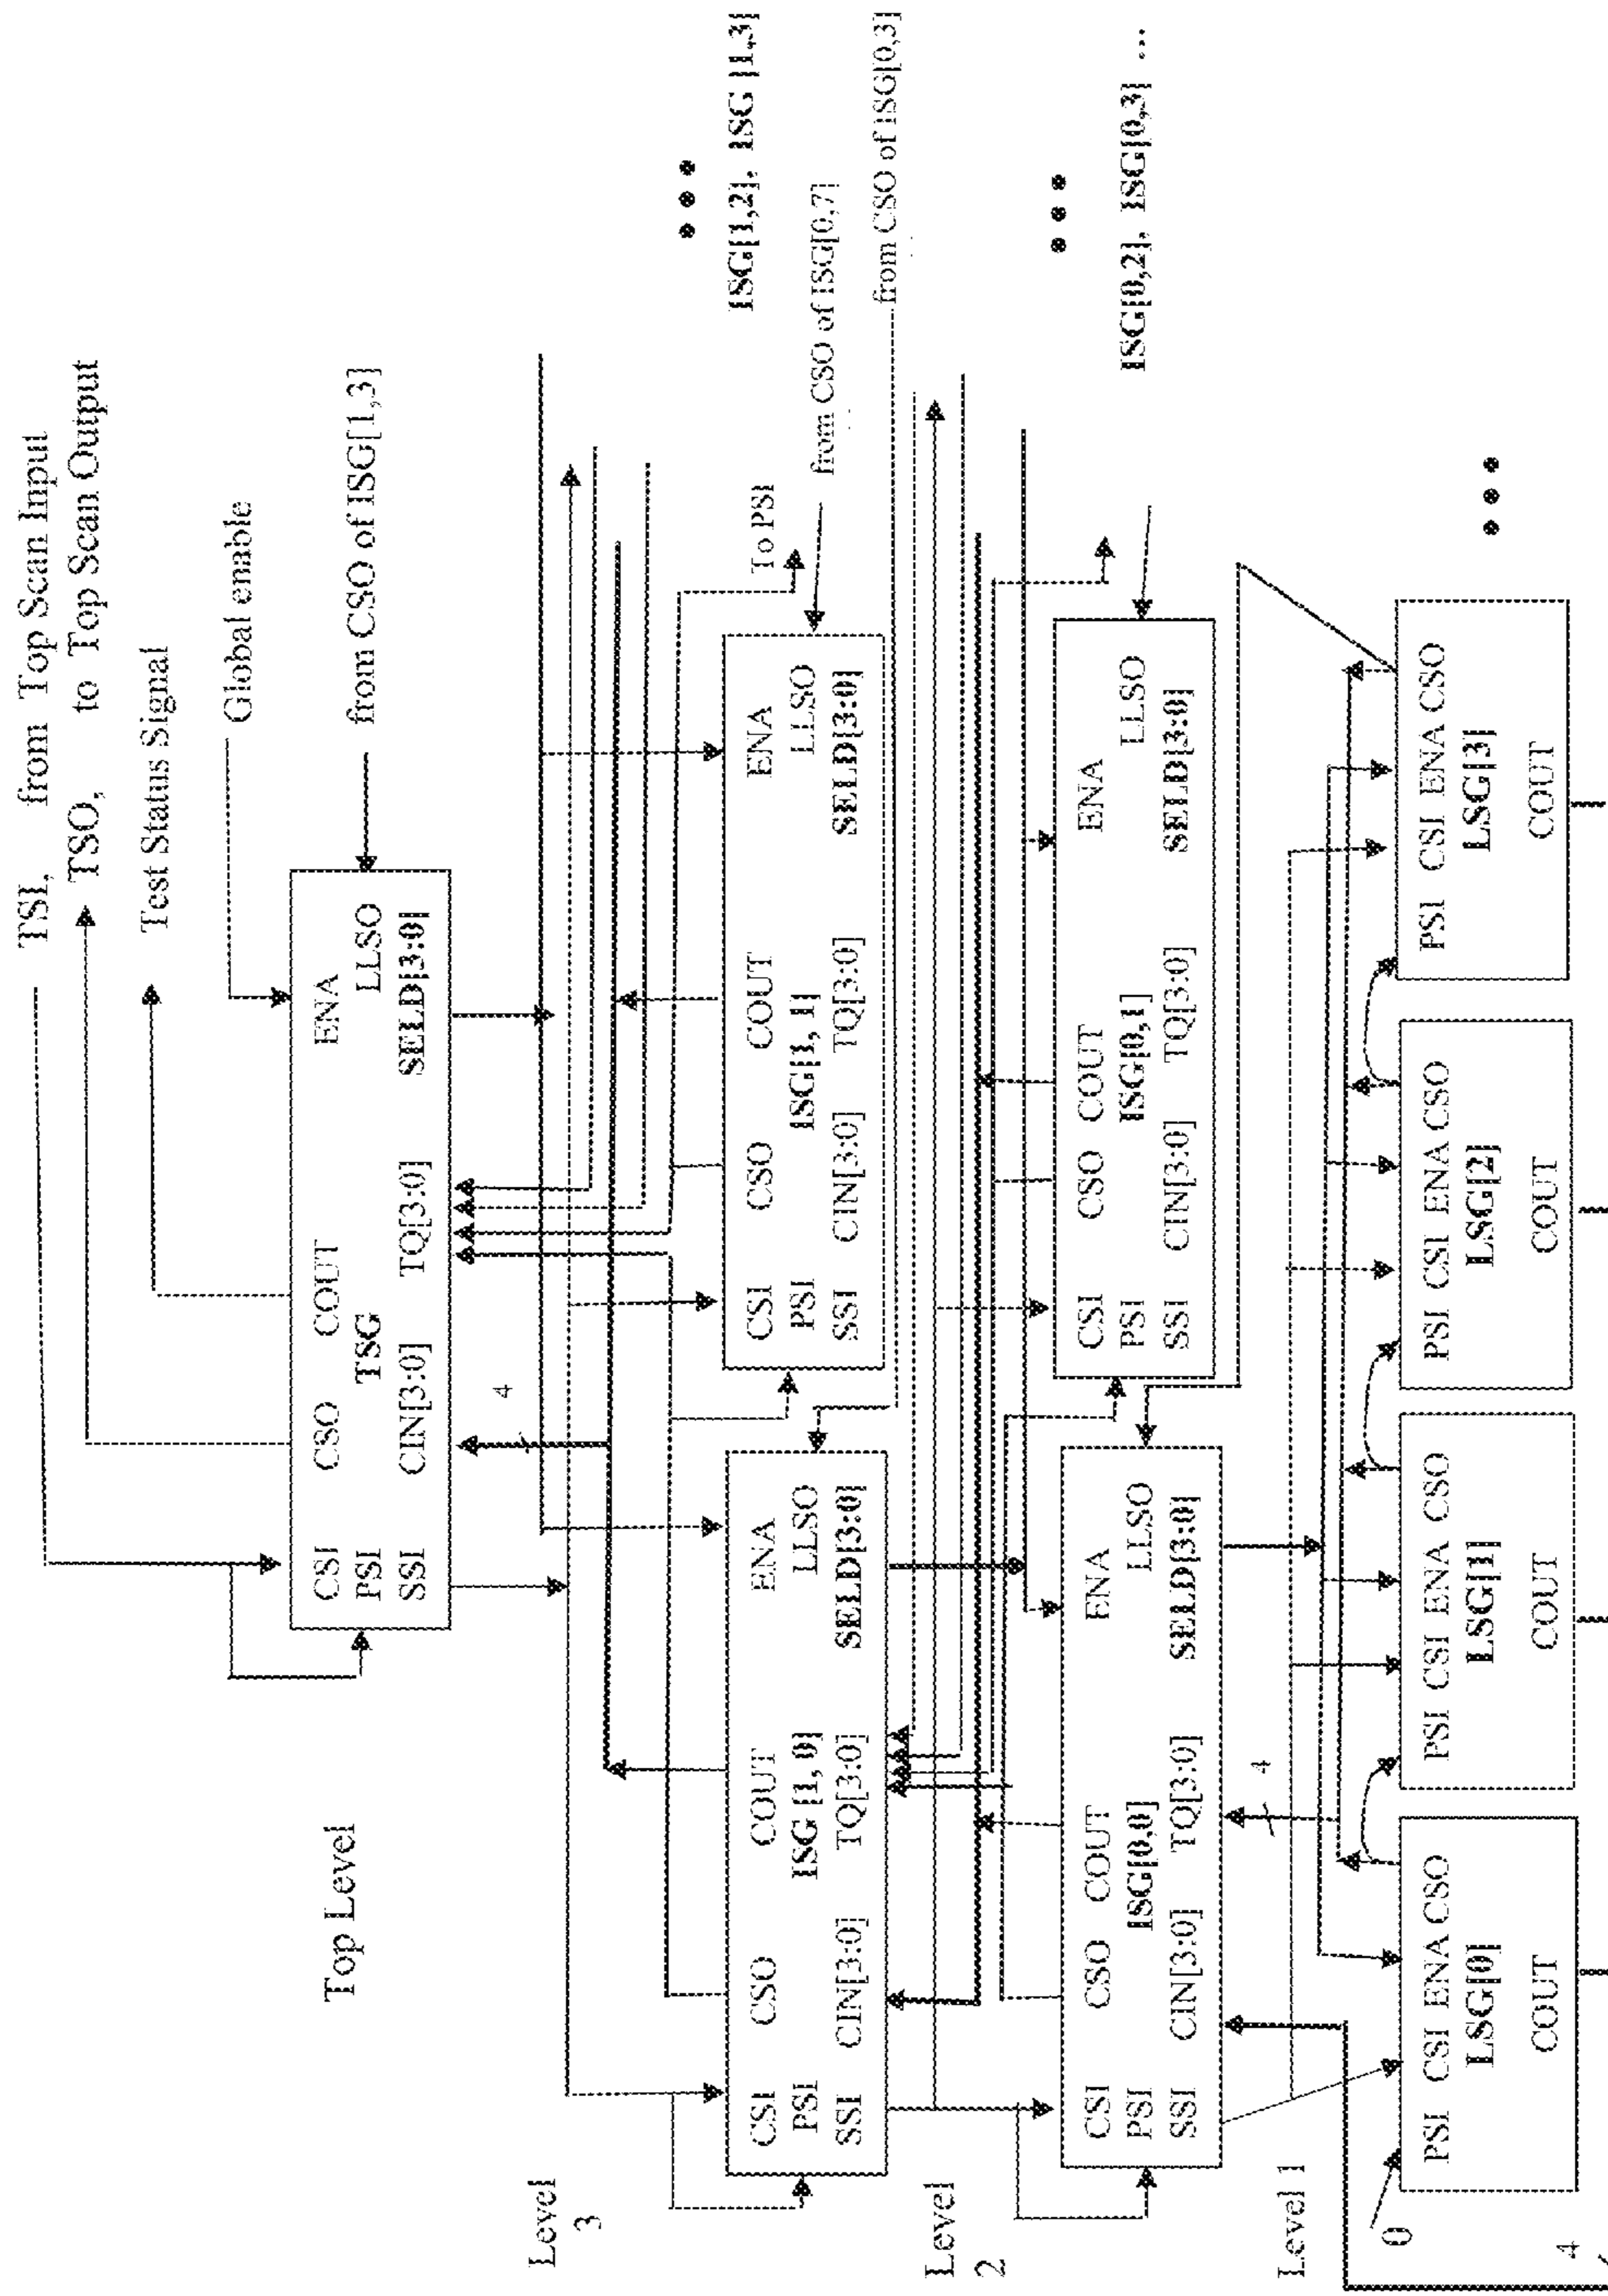 TSI, from Top Scan Input
TSO, to Top Scan Output
Test Status Signal
Global enable
from CSO of ISG[1,3]
Top Level
CSI CSO COUT ENA
PSI TSG LLSO
SSI CIN[3:0] TQ[3:0] SELD[3:0]
4
Level
3
CSI CSO COUT ENA
PSI ISG [1, 0] LLSO
SSI CIN[3:0] TQ[3:0] SELD[3:0]
CSI CSO COUT ENA
PSI ISG[1, 1] LLSO
SSI CIN[3:0] TQ[3:0] SELD[3:0]
To PSI
ISG[1,2], ISG [1,3]
from CSO of ISG[0,7]
from CSO of ISG[0,3]
Level
2
CSI CSO COUT ENA
PSI ISG[0,0] LLSO
SSI CIN[3:0] TQ[3:0] SELD[3:0]
CSI CSO COUT ENA
PSI ISG[0,1] LLSO
SSI CIN[3:0] TQ[3:0] SELD[3:0]
ISG[0,2], ISG[0,3] ...
4
Level 1
0
PSI CSI ENA CSO
LSG[0]
COUT
PSI CSI ENA CSO
LSG[1]
COUT
PSI CSI ENA CSO
LSG[2]
COUT
PSI CSI ENA CSO
LSG[3]
COUT
4